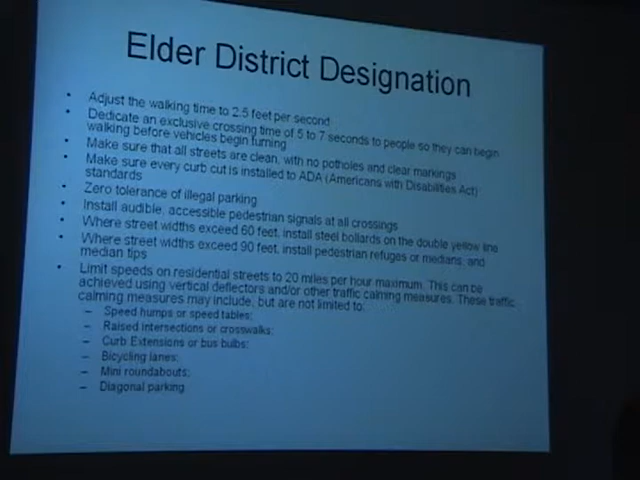 Elder District Designation
• Adjust the walking time to 2.5 feet per second
• Dedicate an exclusive crossing time of 5 to 7 seconds to people so they can begin
walking before vehicles begin turning
• Make sure that all streets are clean, with no potholes and clear markings
• Make sure every curb cut is installed to ADA (Americans with Disabilities Act)
standards
• Zero tolerance of illegal parking
• Install audible, accessible pedestrian signals at all crossings
• Where street widths exceed 60 feet, install steel bollards on the double yellow line
• Where street widths exceed 90 feet, install pedestrian refuges or medians, and
median tips
• Limit speeds on residential streets to 20 miles per hour maximum. This can be
achieved using vertical deflectors and/or other traffic calming measures. These traffic
calming measures may include, but are not limited to:
– Speed humps or speed tables;
– Raised intersections or crosswalks;
– Curb Extensions or bus bulbs;
– Bicycling lanes;
– Mini roundabouts;
– Diagonal parking